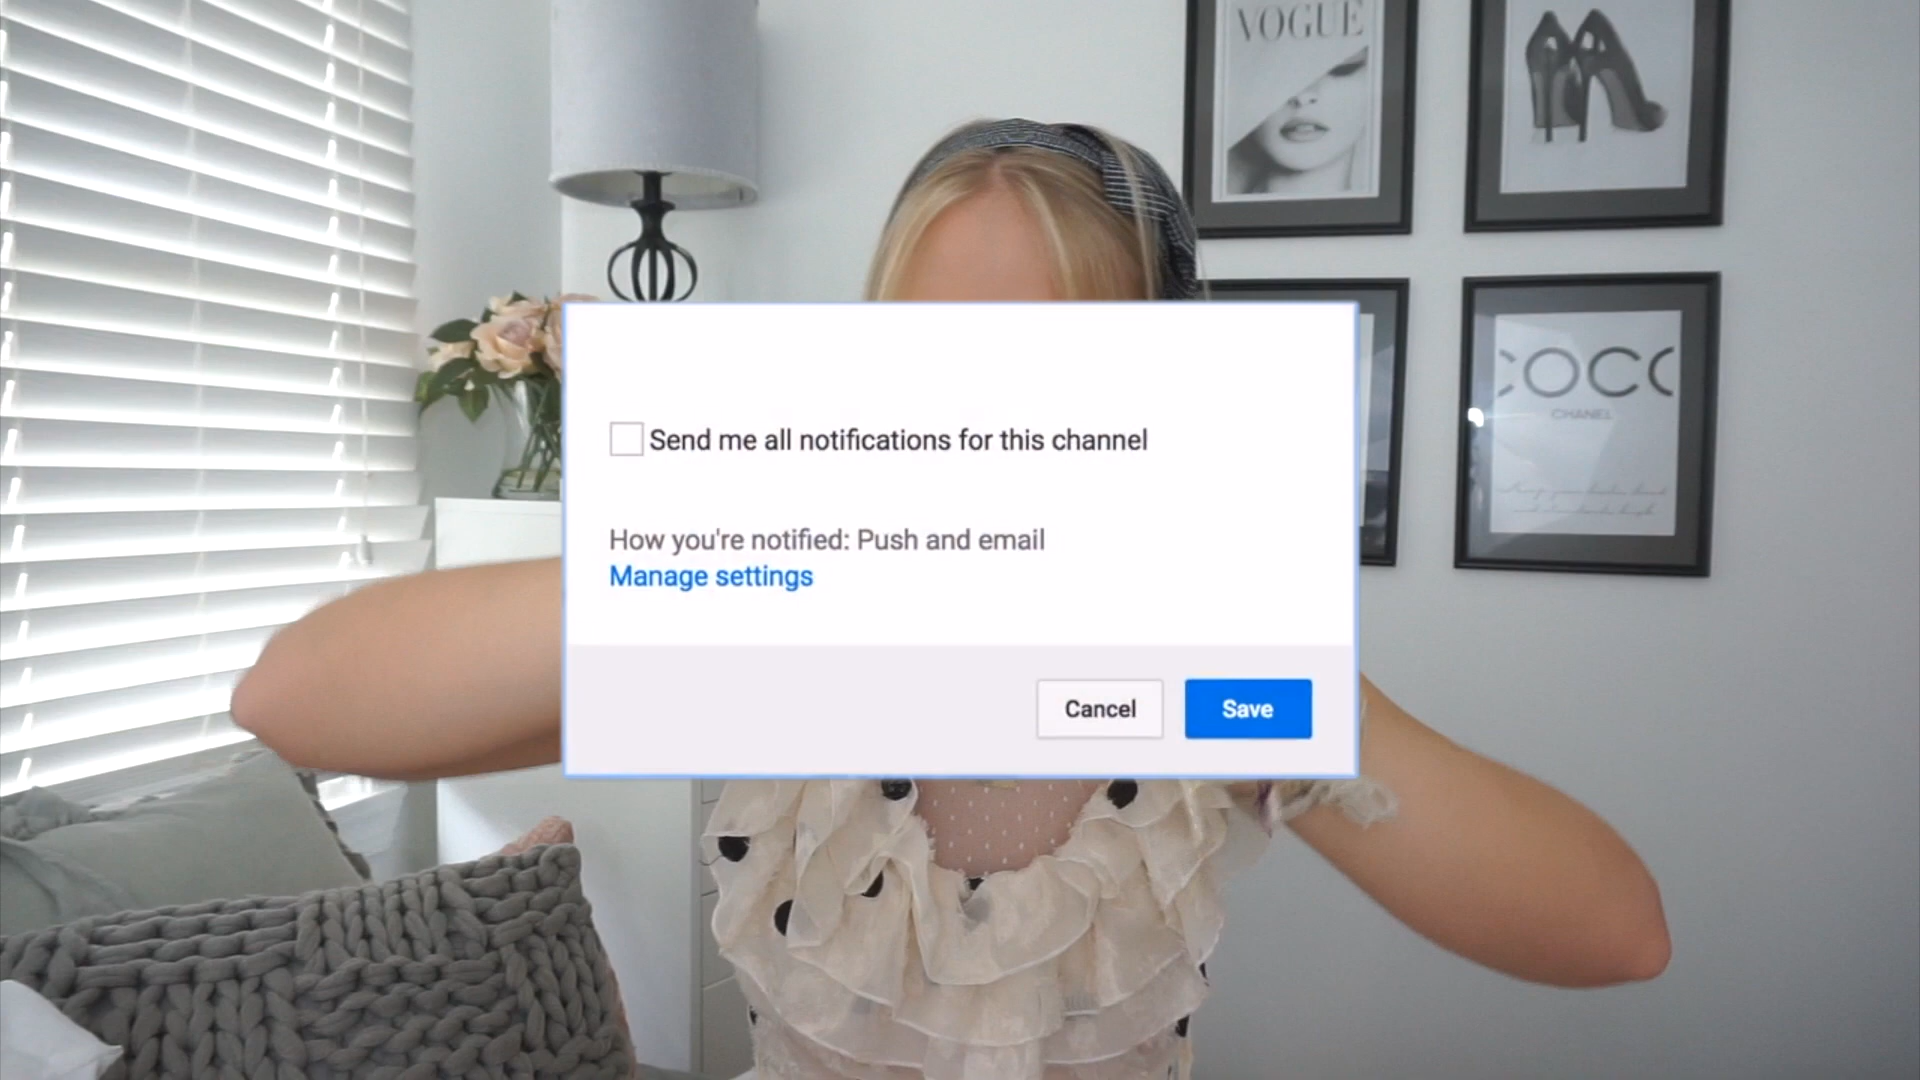 VOGUE
COCO
CHANEL
Send me all notifications for this channel
How you're notified: Push and email
Manage settings
Cancel
Save